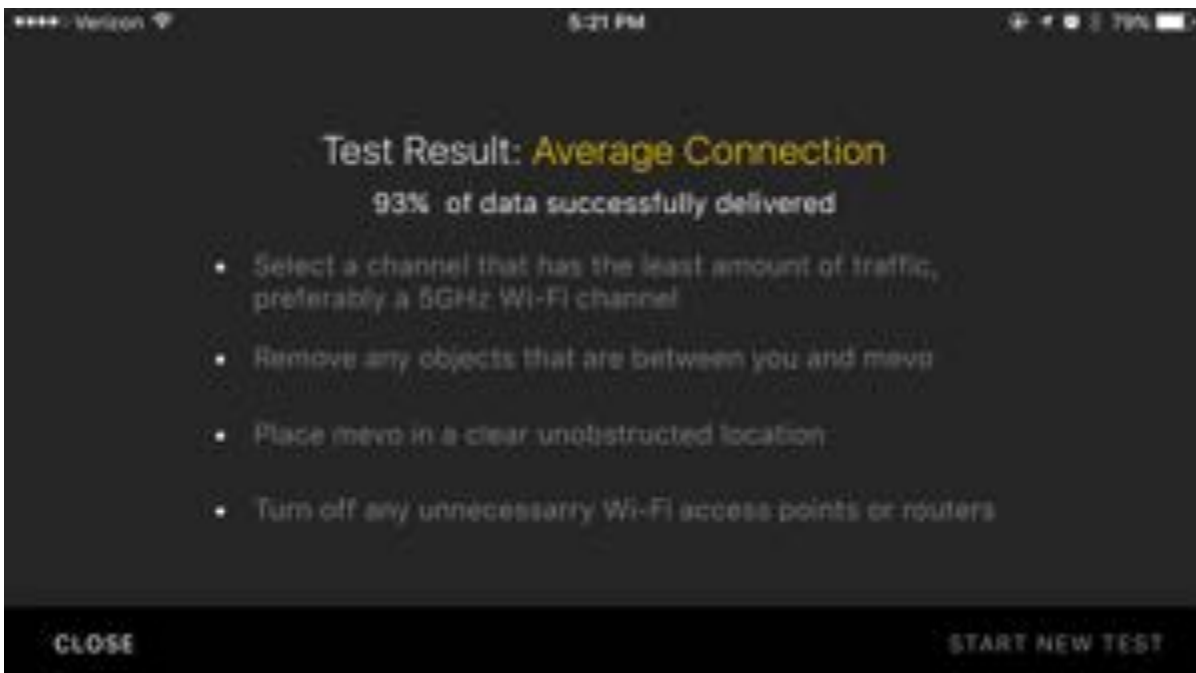 Verizon 5:21 PM 79%
Test Result: Average Connection
93% of data successfully delivered
• Select a channel that has the least amount of traffic,
preferably a 5GHz Wi-Fi channel
• Remove any objects that are between you and mevo
• Place mevo in a clear unobstructed location
• Turn off any unnecessarry Wi-Fi access points or routers
CLOSE START NEW TEST